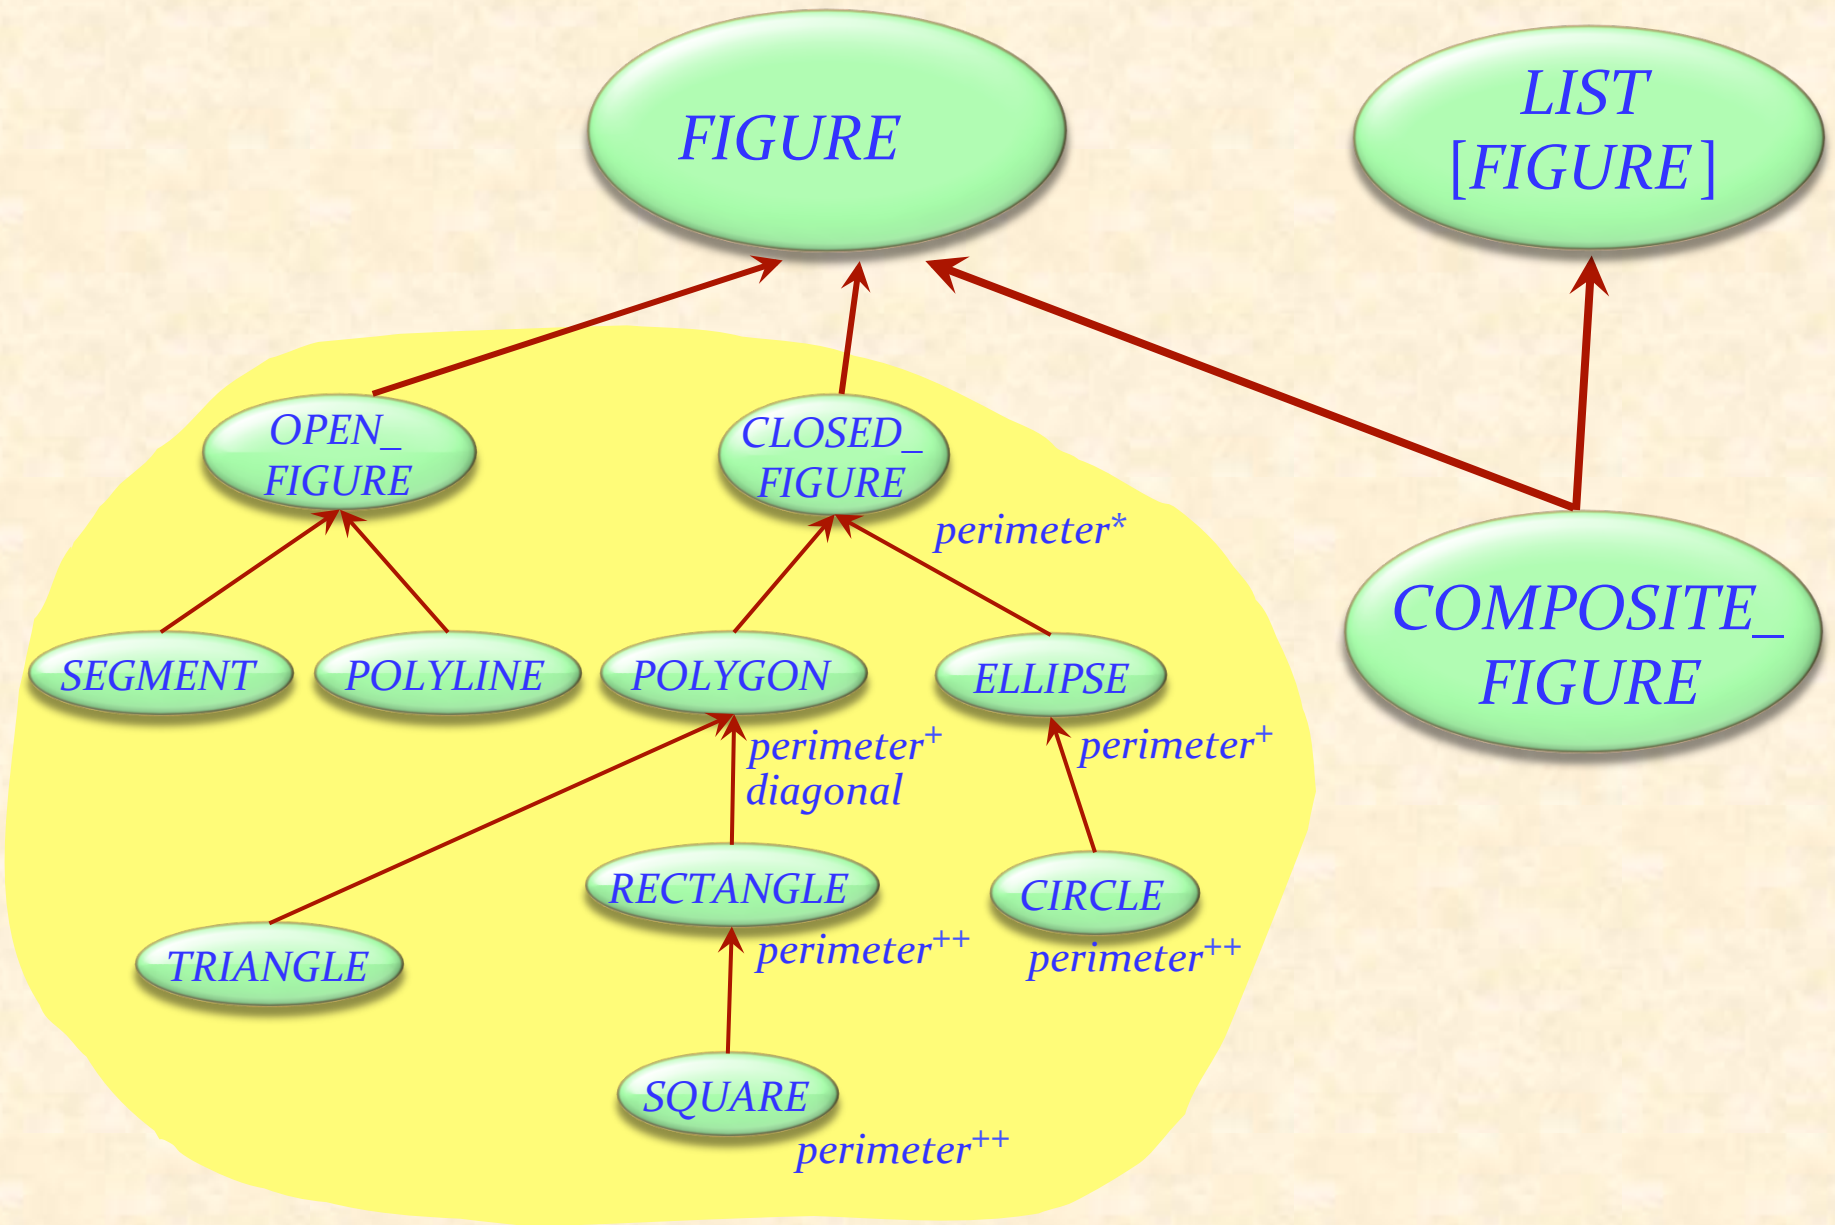 FIGURE
LIST
[FIGURE]
OPEN_
FIGURE
CLOSED_
FIGURE
perimeter*
COMPOSITE_
FIGURE
SEGMENT
POLYLINE
POLYGON
ELLIPSE
perimeter+
diagonal
perimeter+
RECTANGLE
perimeter++
CIRCLE
perimeter++
TRIANGLE
SQUARE
perimeter++